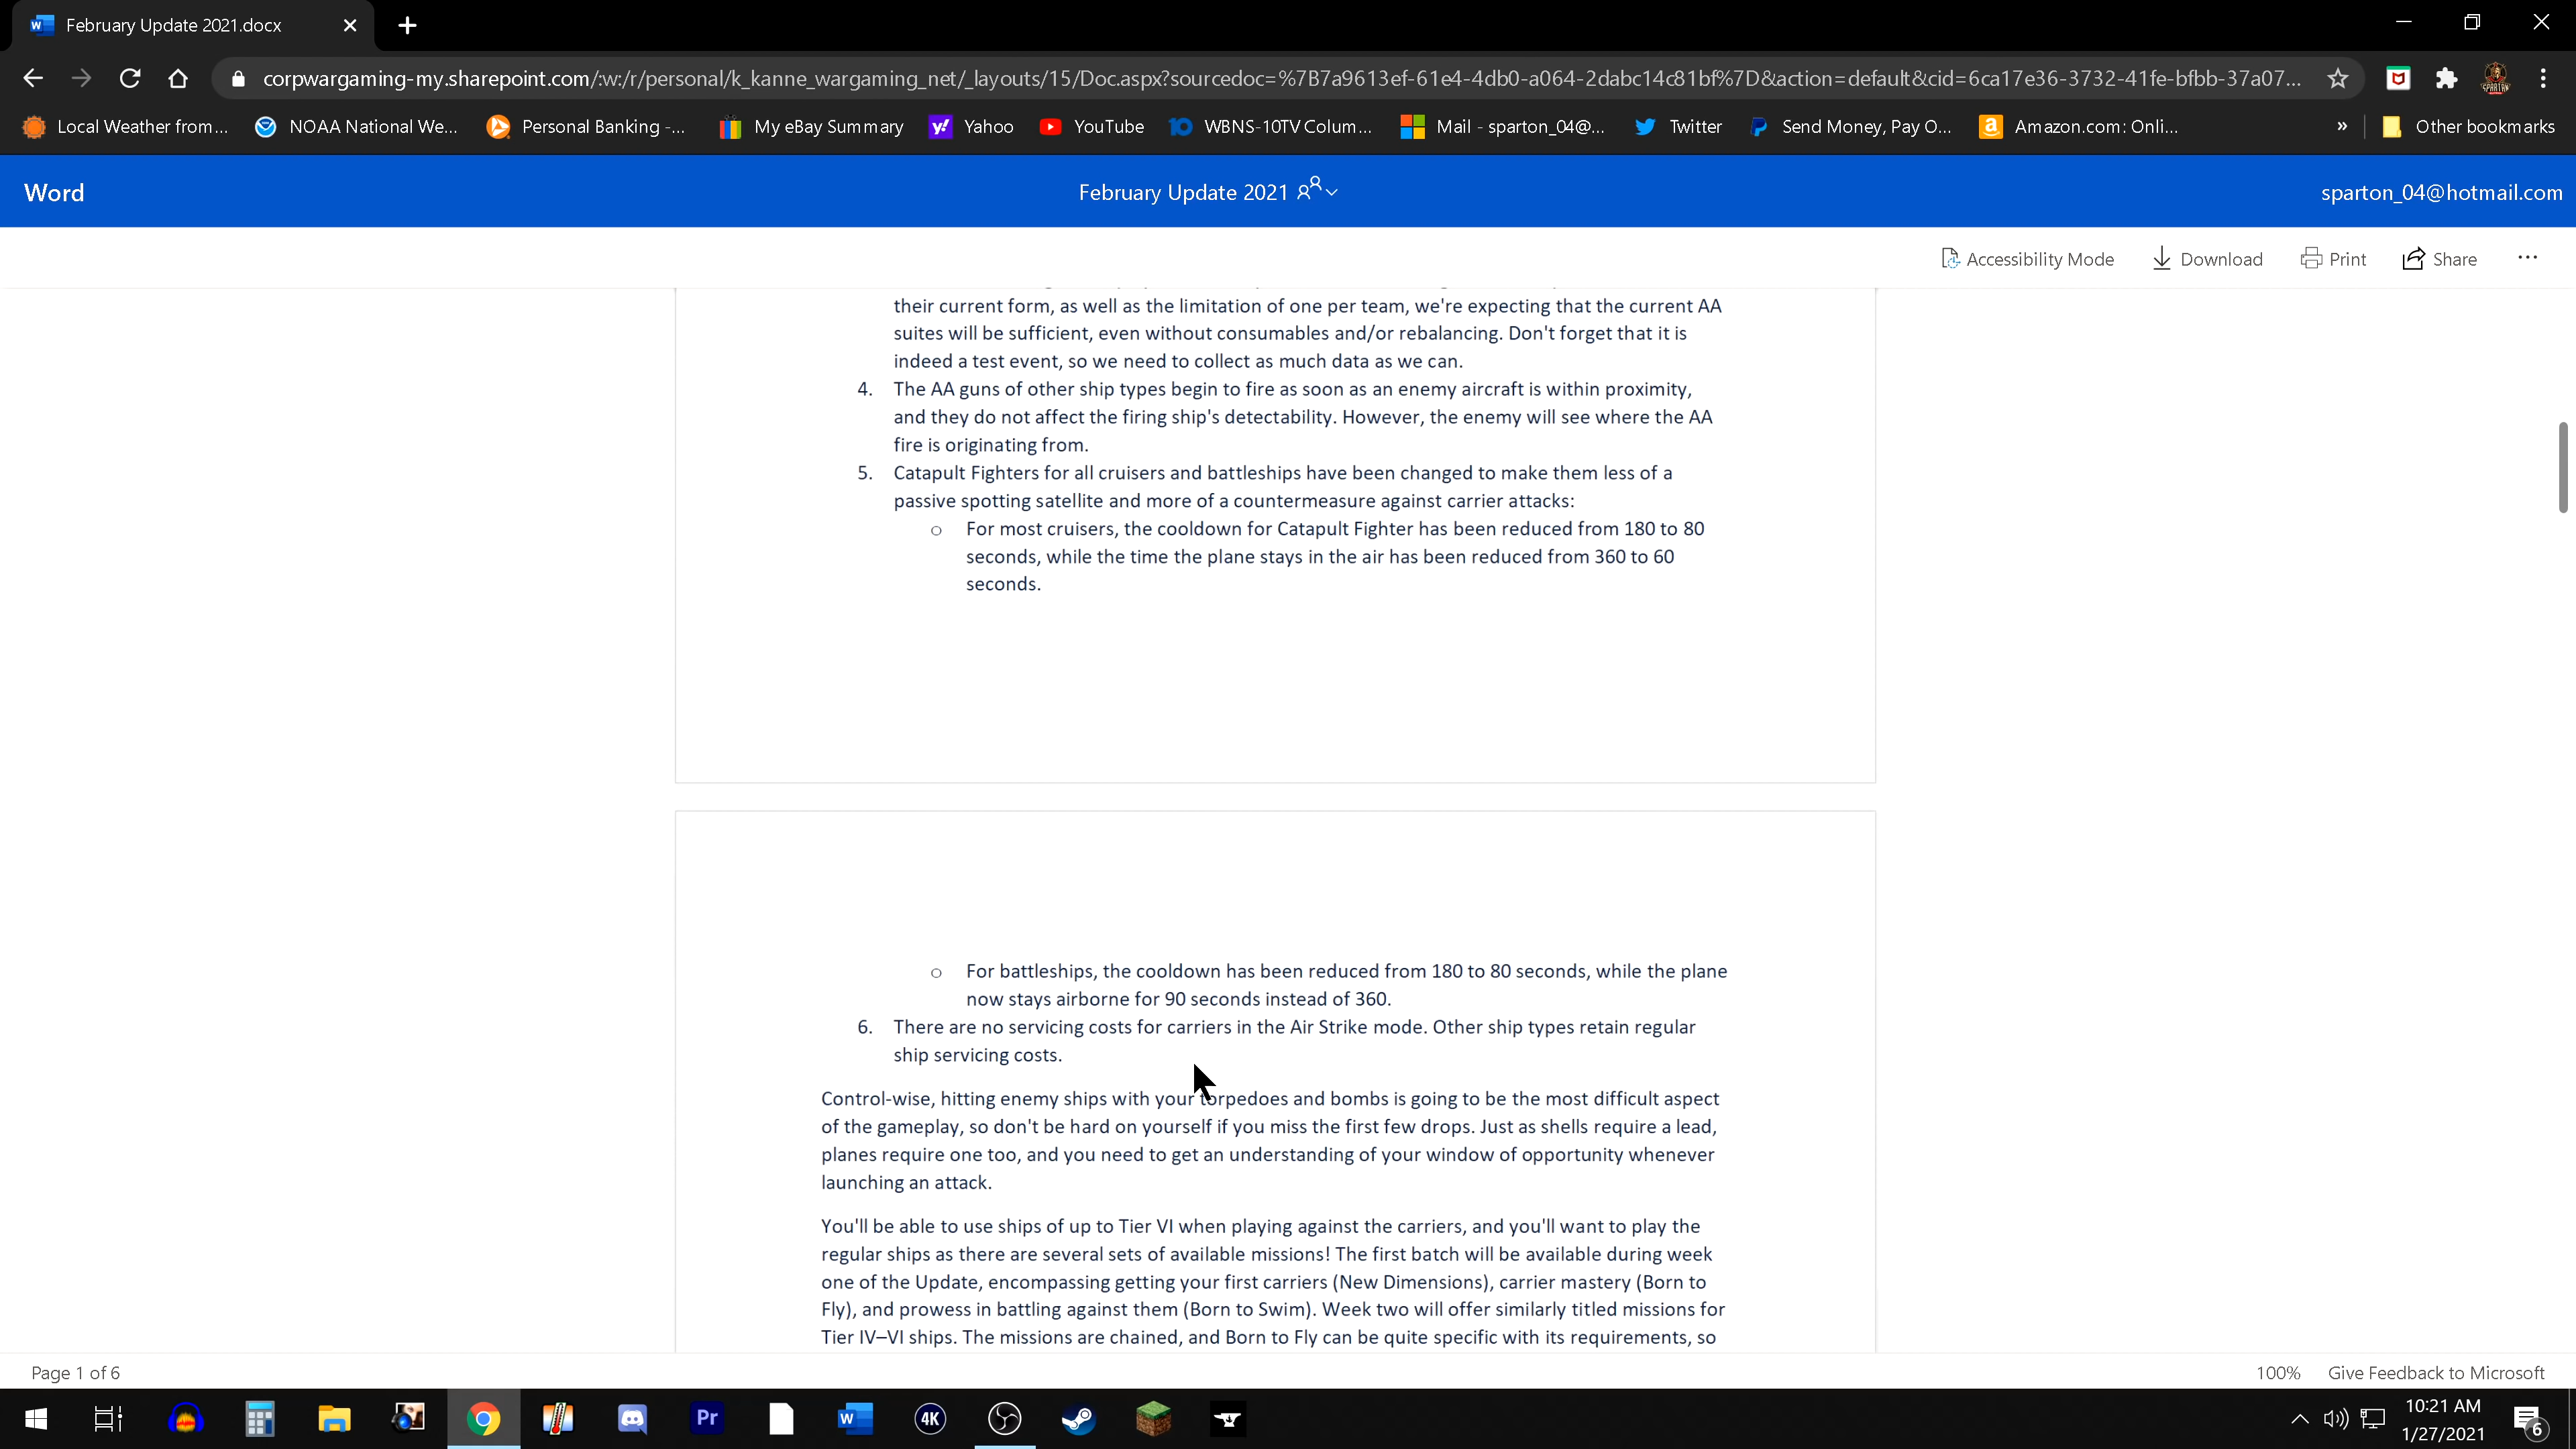 February Update 2021.docx
corpwargaming-my.sharepoint.com/:w:/r/personal/k_kanne_wargaming_net/_layouts/15/Doc.aspx?sourcedoc=%7B7a9613ef-61e4-4db0-a064-2dabc14c81bf%7D&action=default&cid=6ca17e36-3732-41fe-bfbb-37a07...
Local Weather from... NOAA National We... Personal Banking -... My eBay Summary Yahoo YouTube WBNS-10TV Colum... Mail - sparton_04@... Twitter Send Money, Pay O... Amazon.com: Onli... » Other bookmarks
Word February Update 2021 sparton_04@hotmail.com
Accessibility Mode Download Print Share ...
their current form, as well as the limitation of one per team, we're expecting that the current AA
suites will be sufficient, even without consumables and/or rebalancing. Don't forget that it is
indeed a test event, so we need to collect as much data as we can.
4. The AA guns of other ship types begin to fire as soon as an enemy aircraft is within proximity,
and they do not affect the firing ship's detectability. However, the enemy will see where the AA
fire is originating from.
5. Catapult Fighters for all cruisers and battleships have been changed to make them less of a
passive spotting satellite and more of a countermeasure against carrier attacks:
o For most cruisers, the cooldown for Catapult Fighter has been reduced from 180 to 80
seconds, while the time the plane stays in the air has been reduced from 360 to 60
seconds.
o For battleships, the cooldown has been reduced from 180 to 80 seconds, while the plane
now stays airborne for 90 seconds instead of 360.
6. There are no servicing costs for carriers in the Air Strike mode. Other ship types retain regular
ship servicing costs.
Control-wise, hitting enemy ships with your torpedoes and bombs is going to be the most difficult aspect
of the gameplay, so don't be hard on yourself if you miss the first few drops. Just as shells require a lead,
planes require one too, and you need to get an understanding of your window of opportunity whenever
launching an attack.
You'll be able to use ships of up to Tier VI when playing against the carriers, and you'll want to play the
regular ships as there are several sets of available missions! The first batch will be available during week
one of the Update, encompassing getting your first carriers (New Dimensions), carrier mastery (Born to
Fly), and prowess in battling against them (Born to Swim). Week two will offer similarly titled missions for
Tier IV–VI ships. The missions are chained, and Born to Fly can be quite specific with its requirements, so
Page 1 of 6 100% Give Feedback to Microsoft
Pr W 4K
10:21 AM
1/27/2021
6